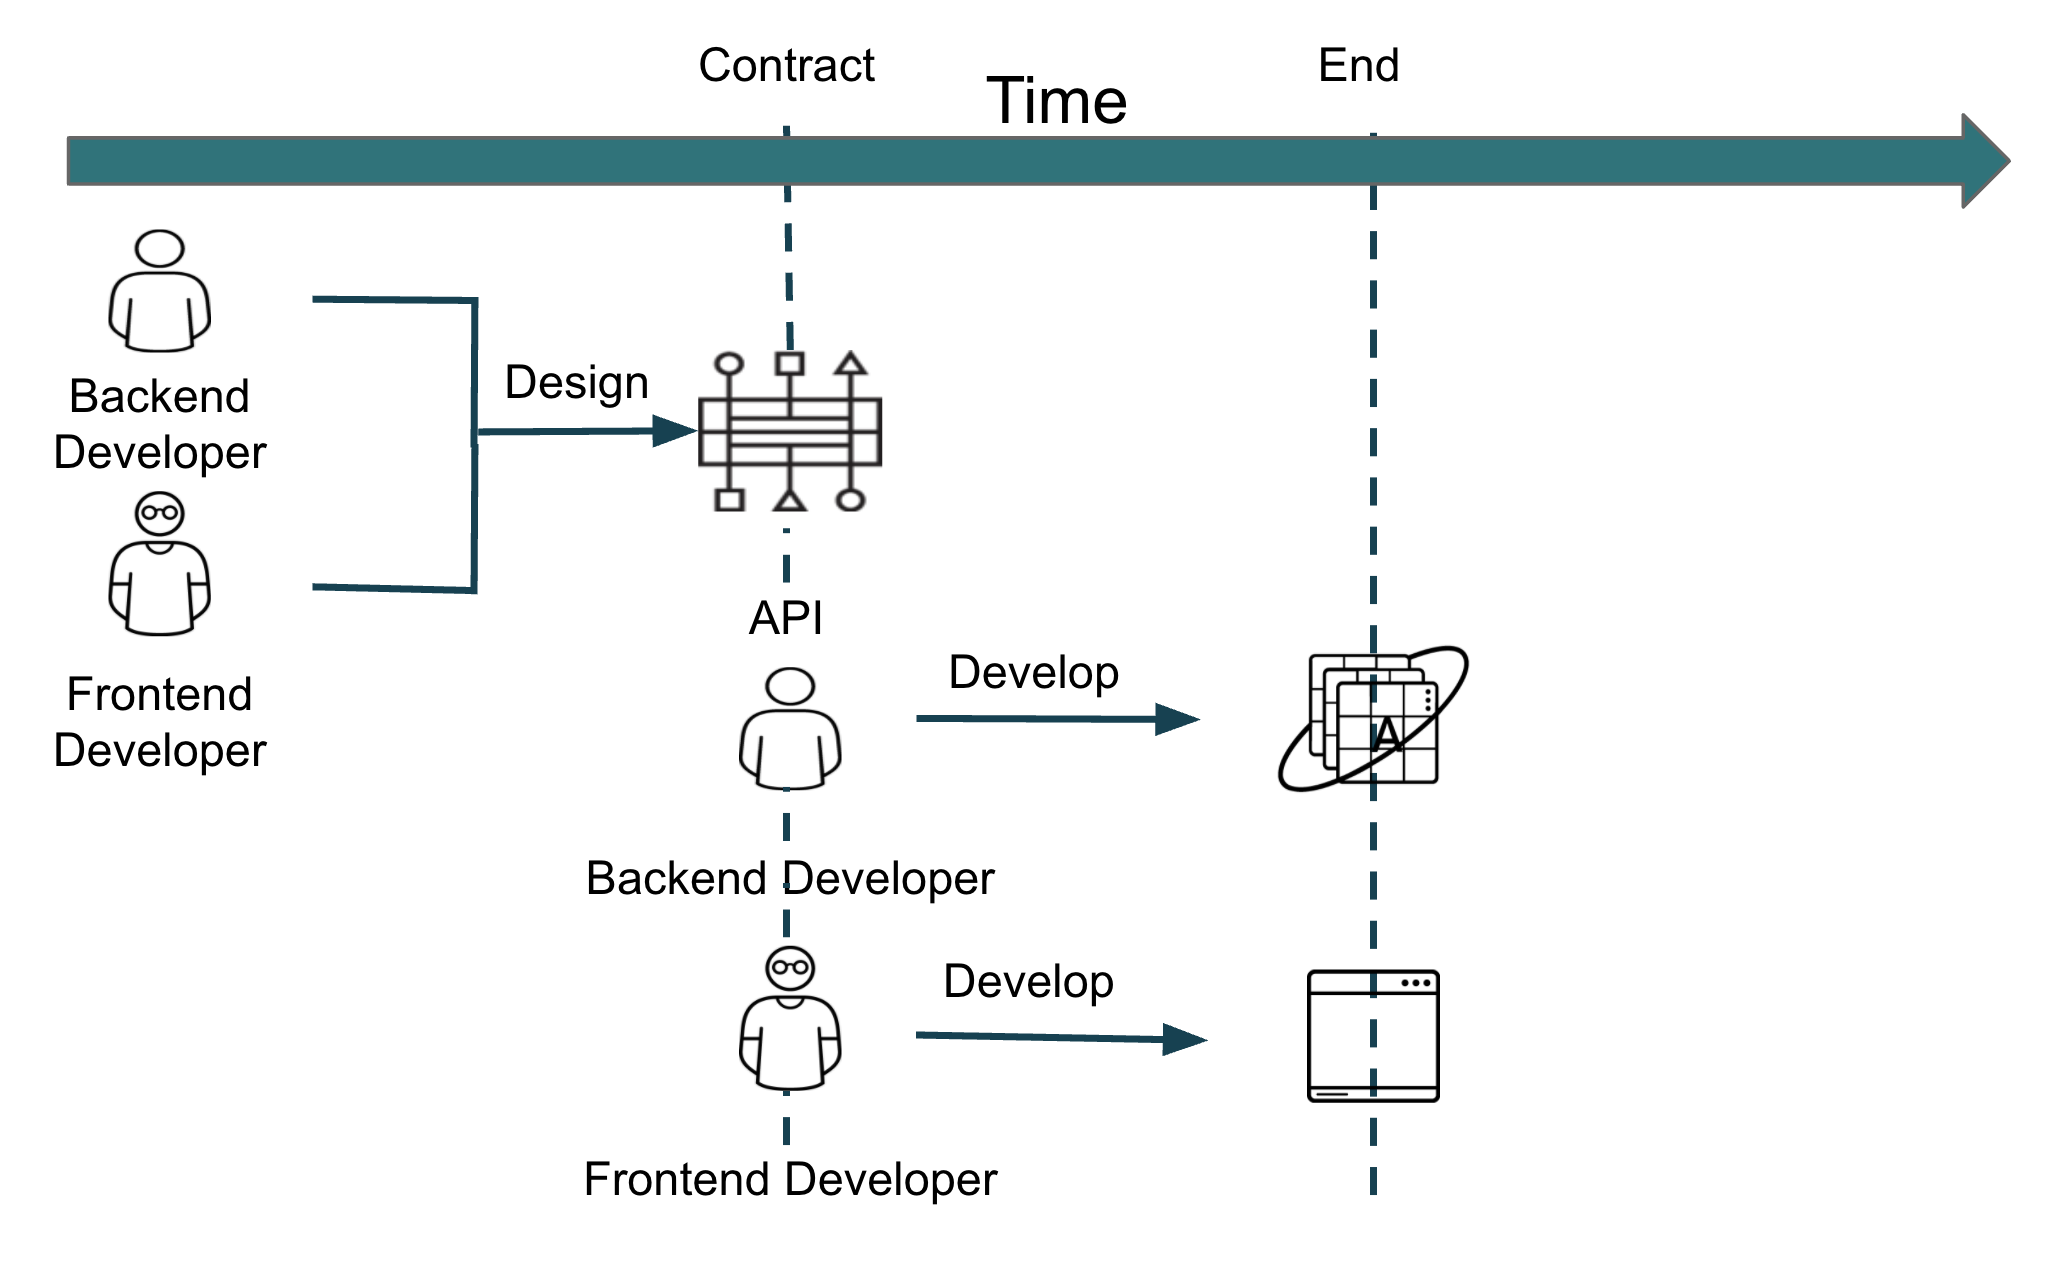 Contract
Time
End
Backend
Developer
Design
Frontend
Developer
API
Develop
A
Backend Developer
Develop
Frontend Developer